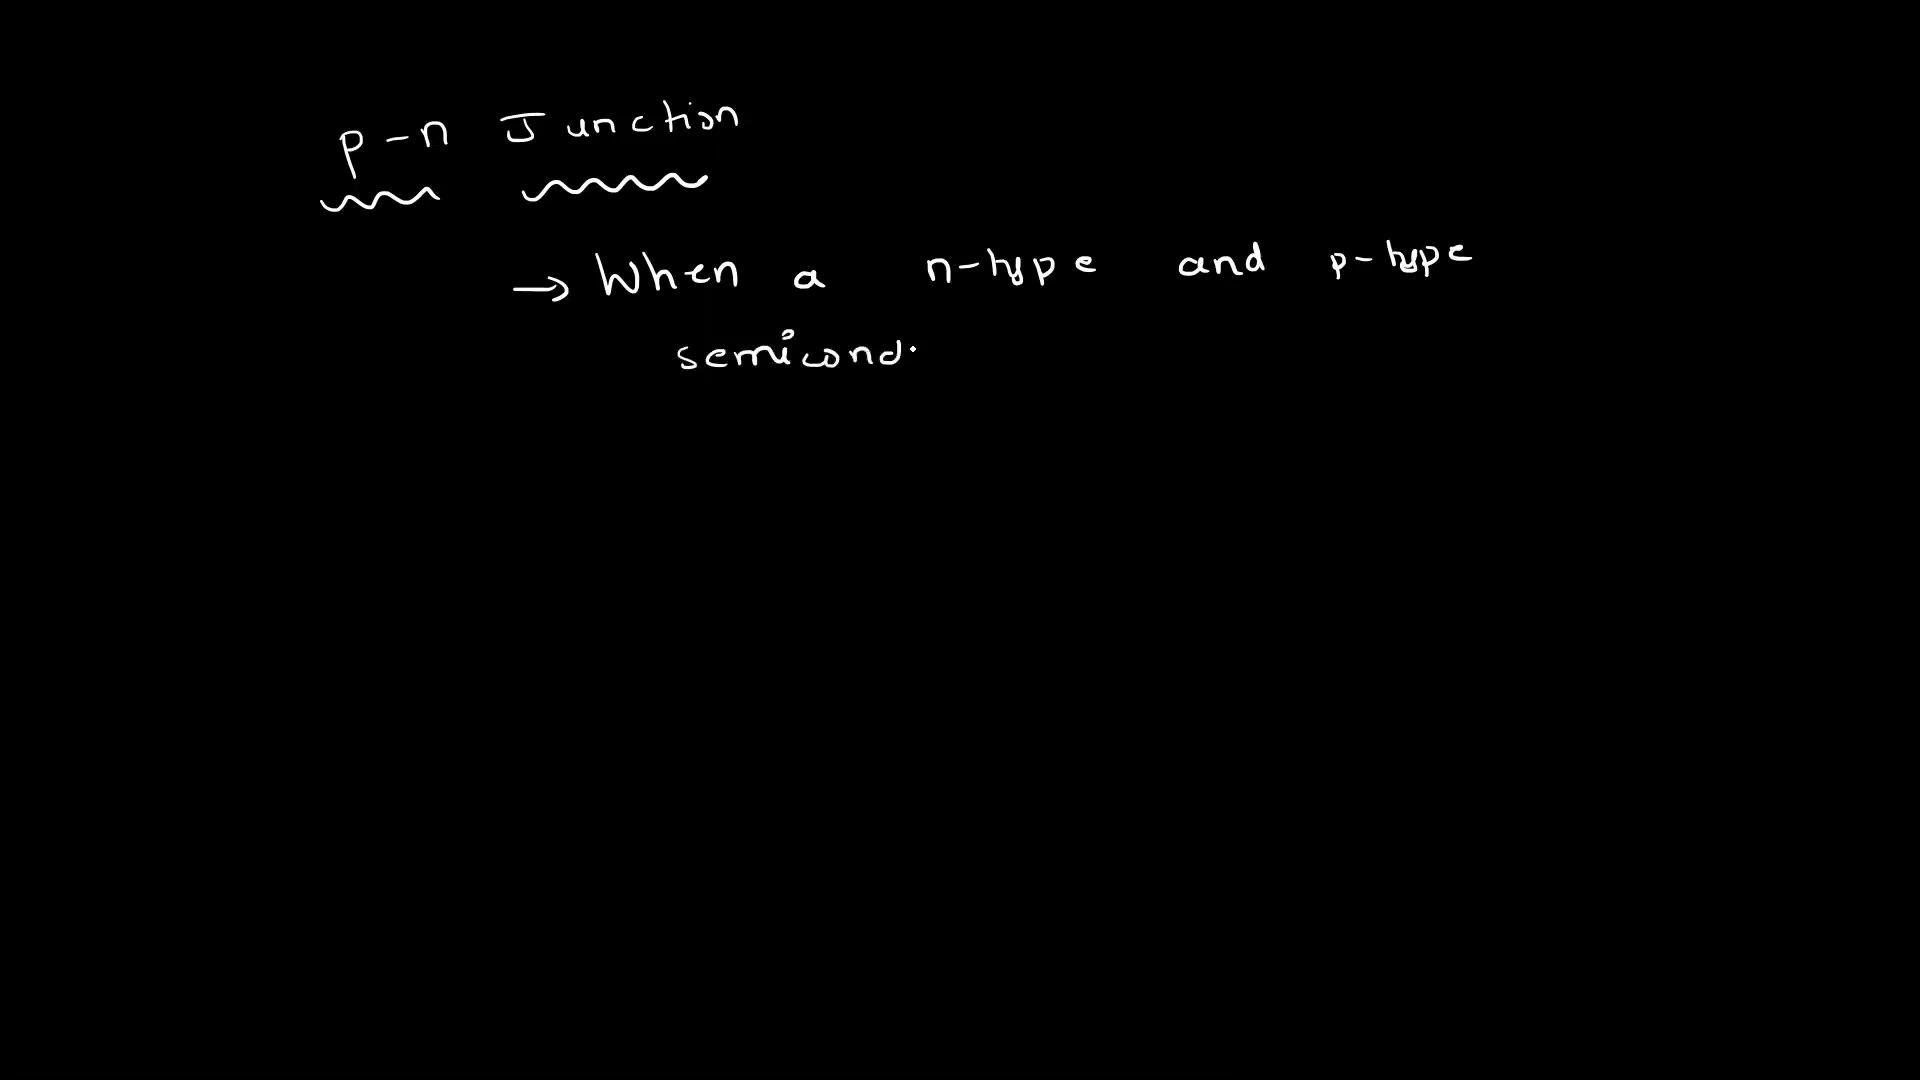 p-n Junction
→ When a n-type and p-type
semicond